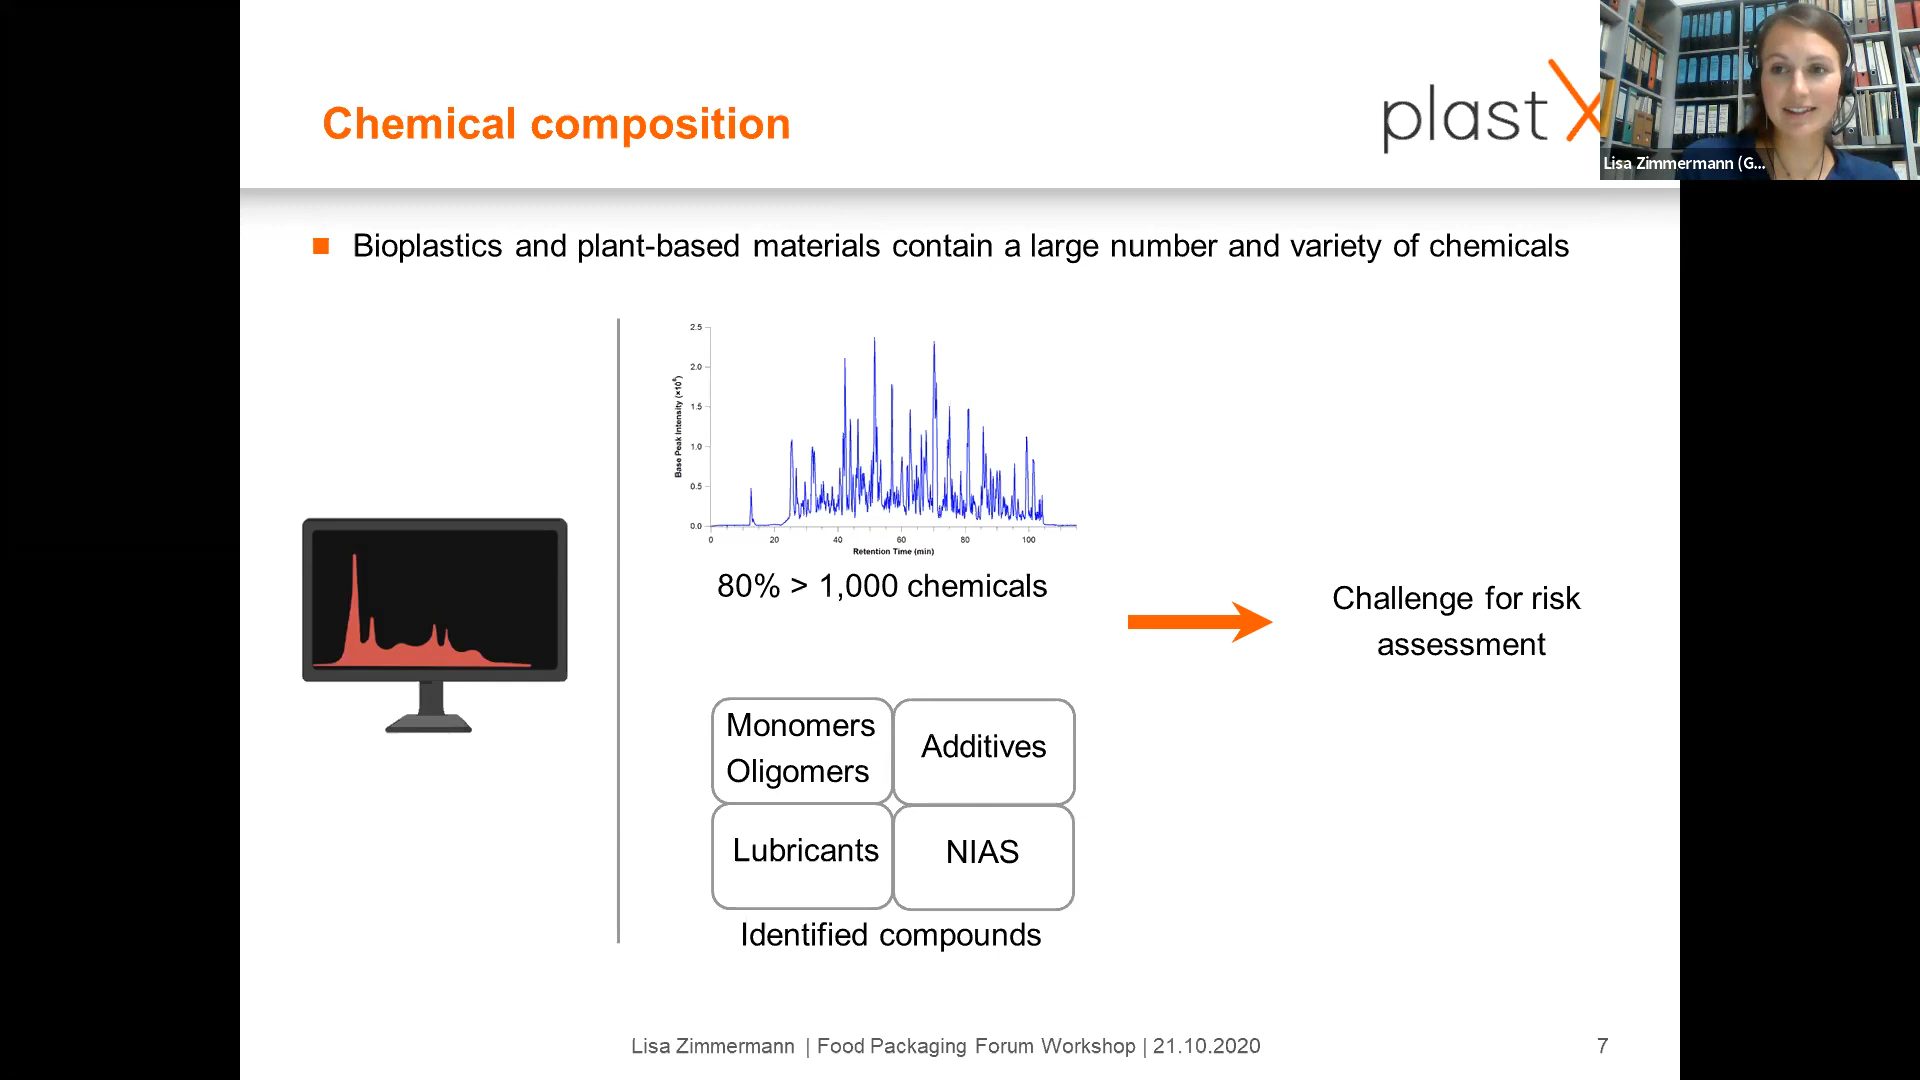 Chemical composition
plastX
Lisa Zimmermann (G...
Bioplastics and plant-based materials contain a large number and variety of chemicals
2.5
2.0
1.5
1.0
0.5
0.0
Base Peak Intensity (×10⁶)
0 20 40 60 80 100
Retention Time (min)
80% > 1,000 chemicals
Challenge for risk
assessment
Monomers
Oligomers
Additives
Lubricants
NIAS
Identified compounds
Lisa Zimmermann | Food Packaging Forum Workshop | 21.10.2020
7